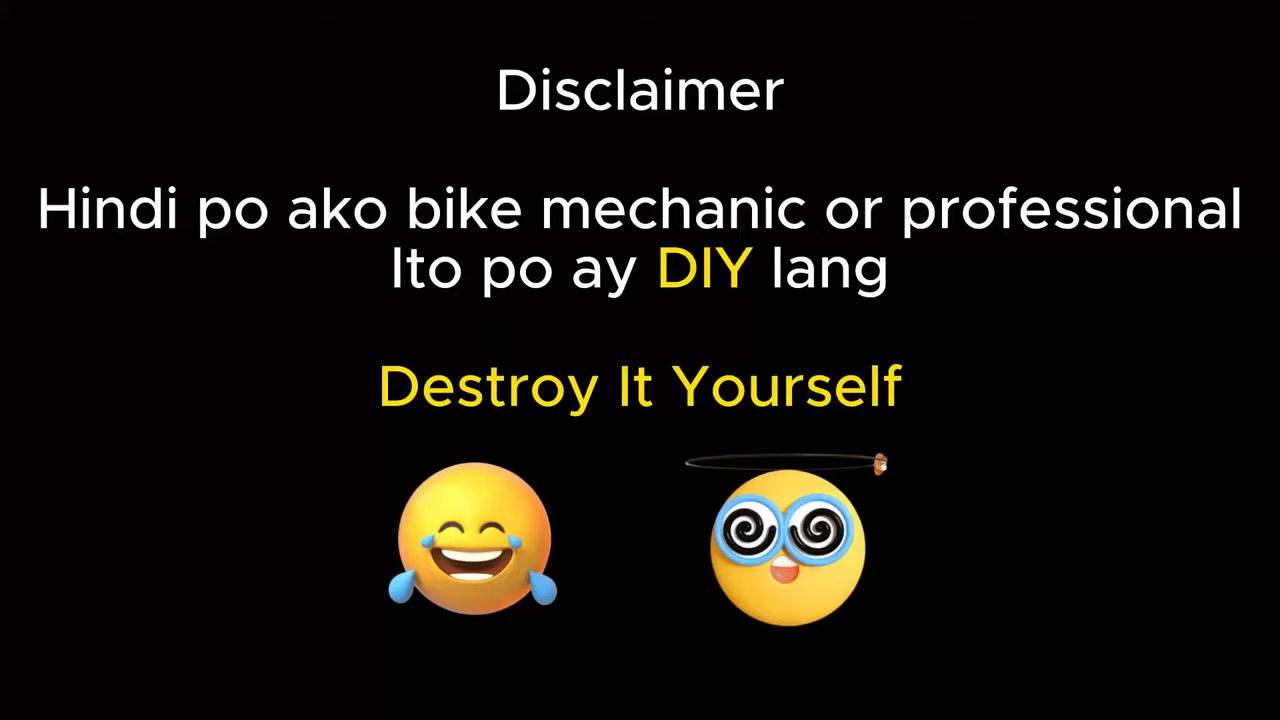 Disclaimer
Hindi po ako bike mechanic or professional
Ito po ay DIY lang
Destroy It Yourself